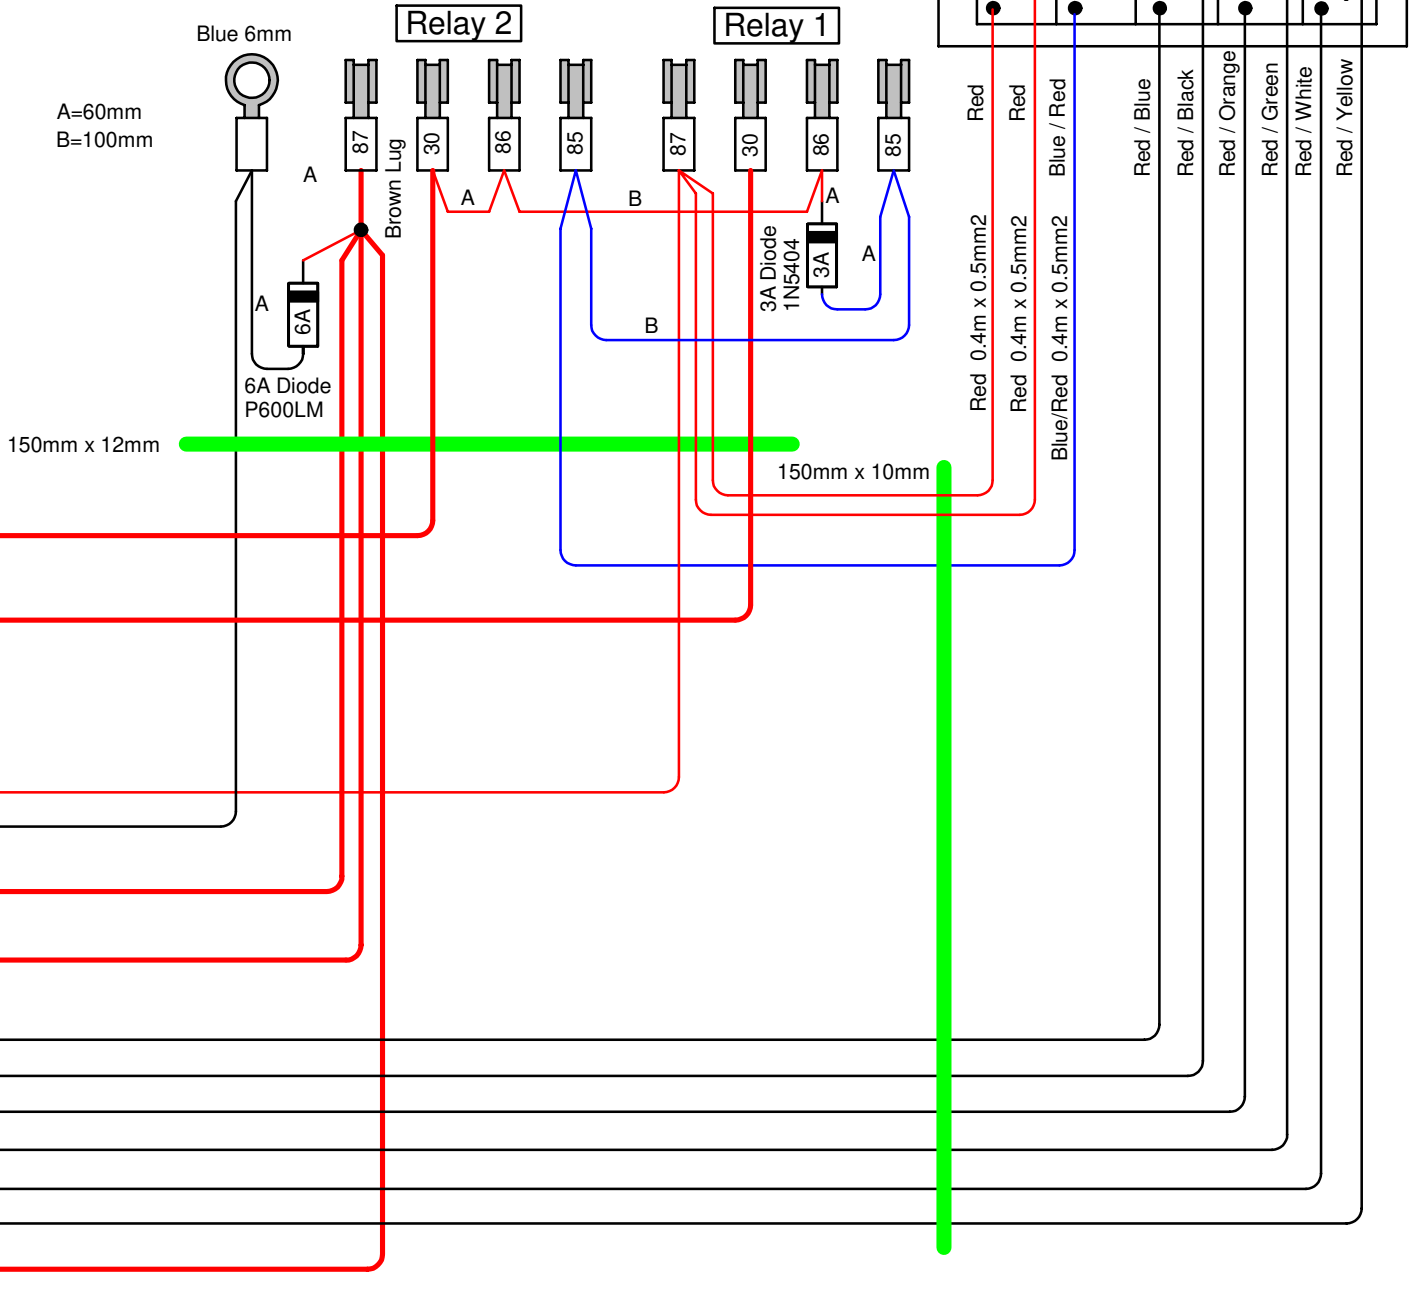 Relay 2
Relay 1
Blue 6mm
A=60mm
B=100mm
87
30
86
85
87
30
86
85
Brown Lug
A
A
B
A
A
A
B
6A
6A Diode
P600LM
3A Diode
1N5404
3A
150mm x 12mm
150mm x 10mm
Red
Red
Blue / Red
Red / Blue
Red / Black
Red / Orange
Red / Green
Red / White
Red / Yellow
Red 0.4m x 0.5mm2
Red 0.4m x 0.5mm2
Blue/Red 0.4m x 0.5mm2